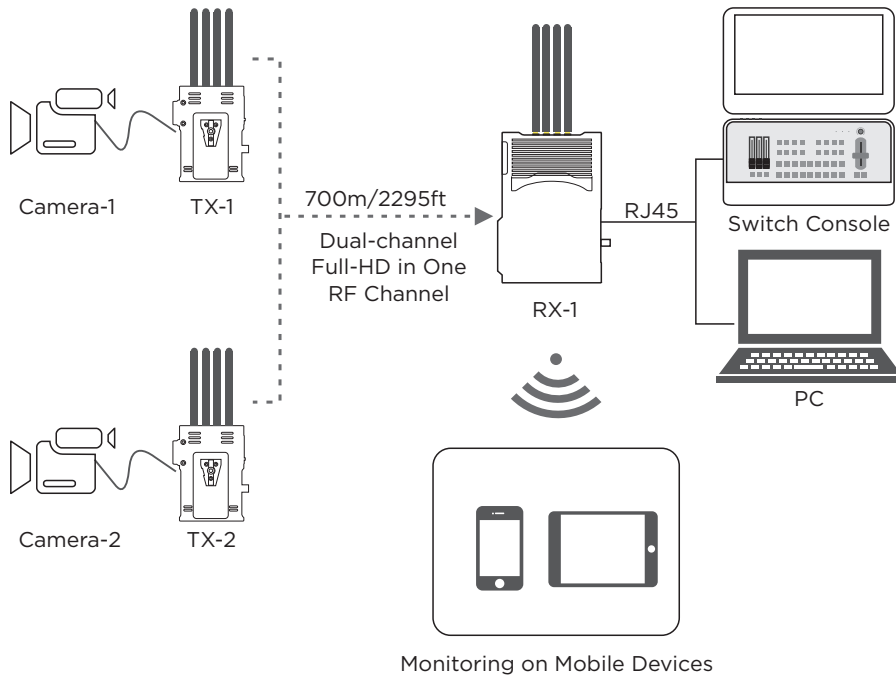 Camera-1
TX-1
700m/2295ft
Dual-channel
Full-HD in One
RF Channel
RX-1
RJ45
Switch Console
PC
Camera-2
TX-2
Monitoring on Mobile Devices